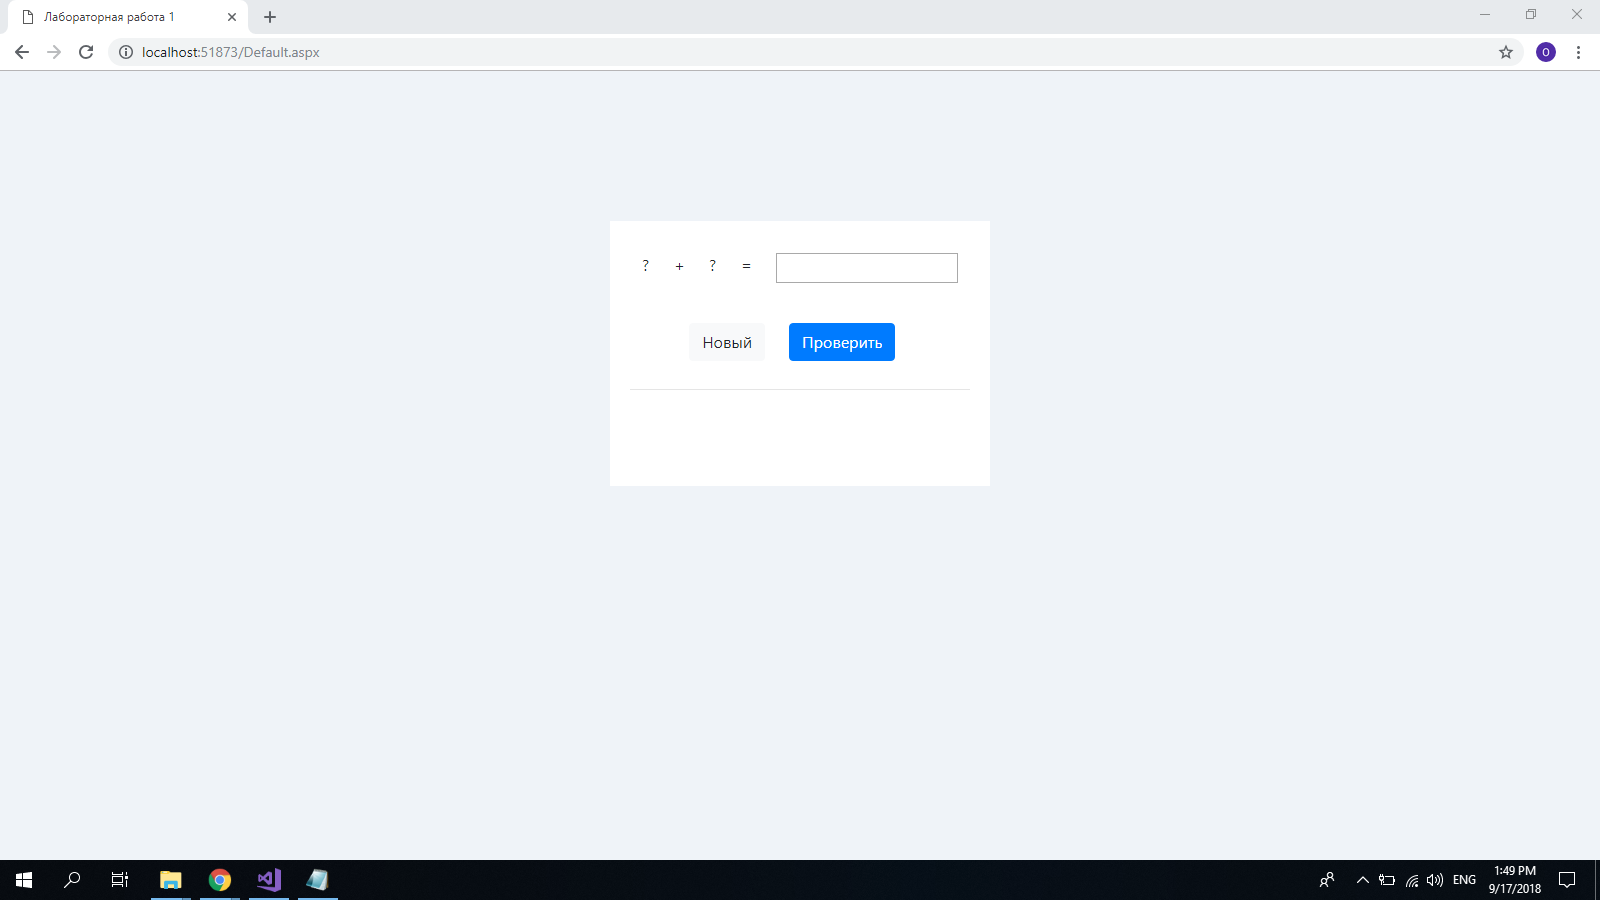 Лабораторная работа 1
localhost:51873/Default.aspx
O
? + ? =
Новый Проверить
ENG
1:49 PM
9/17/2018